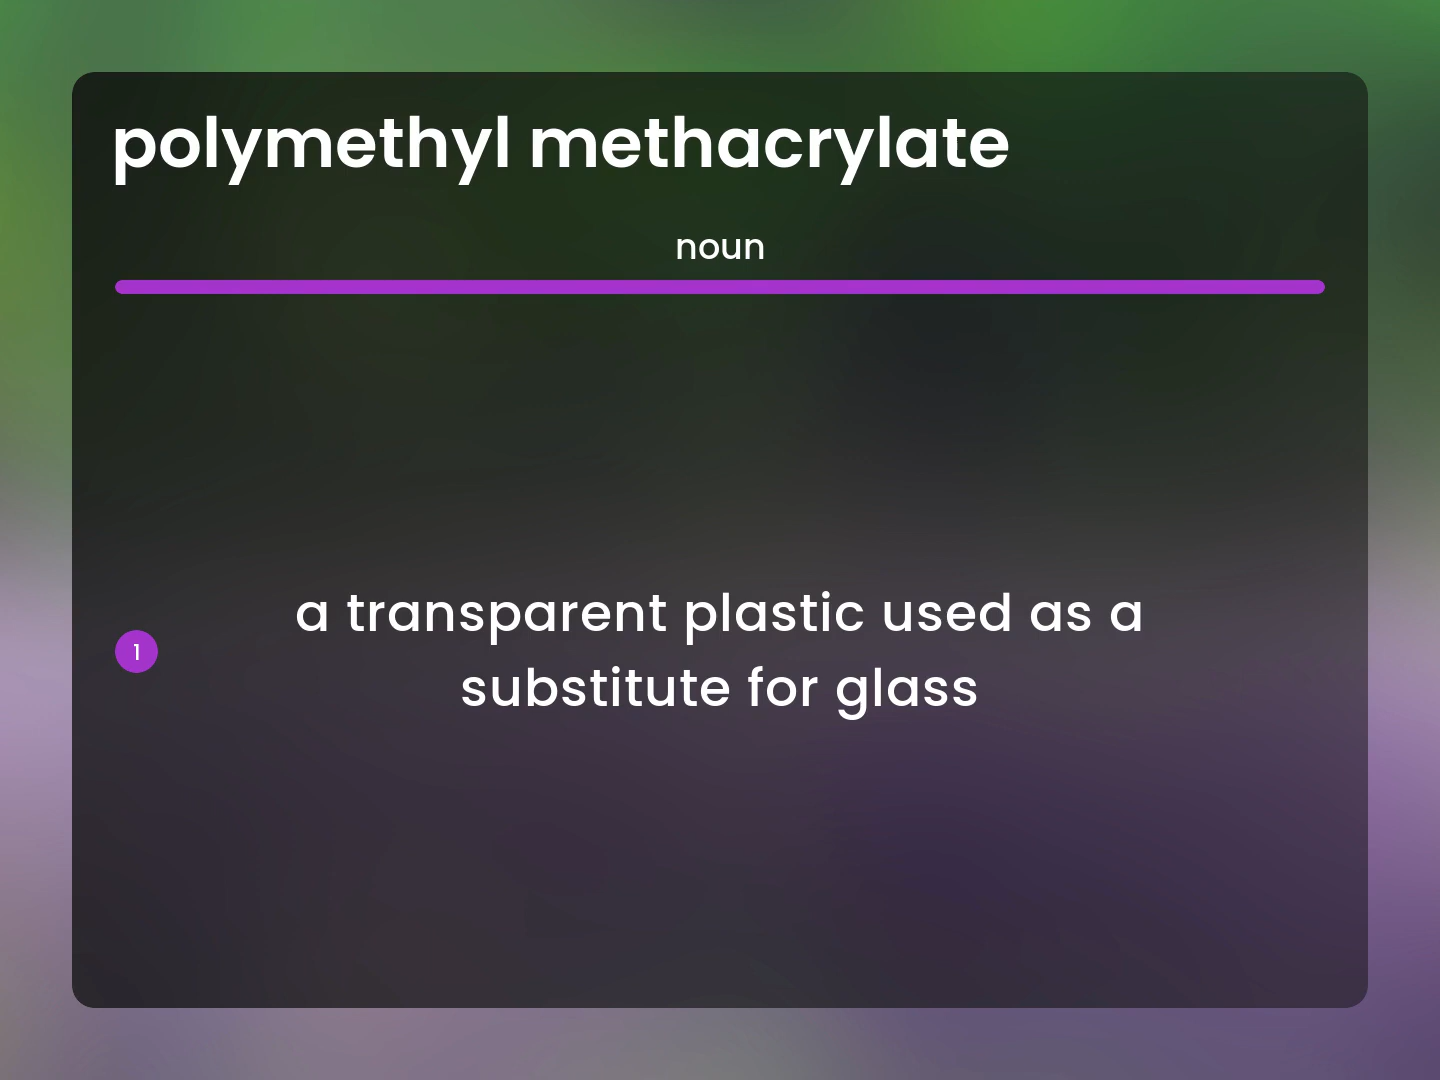 polymethyl methacrylate
noun
1
a transparent plastic used as a
substitute for glass